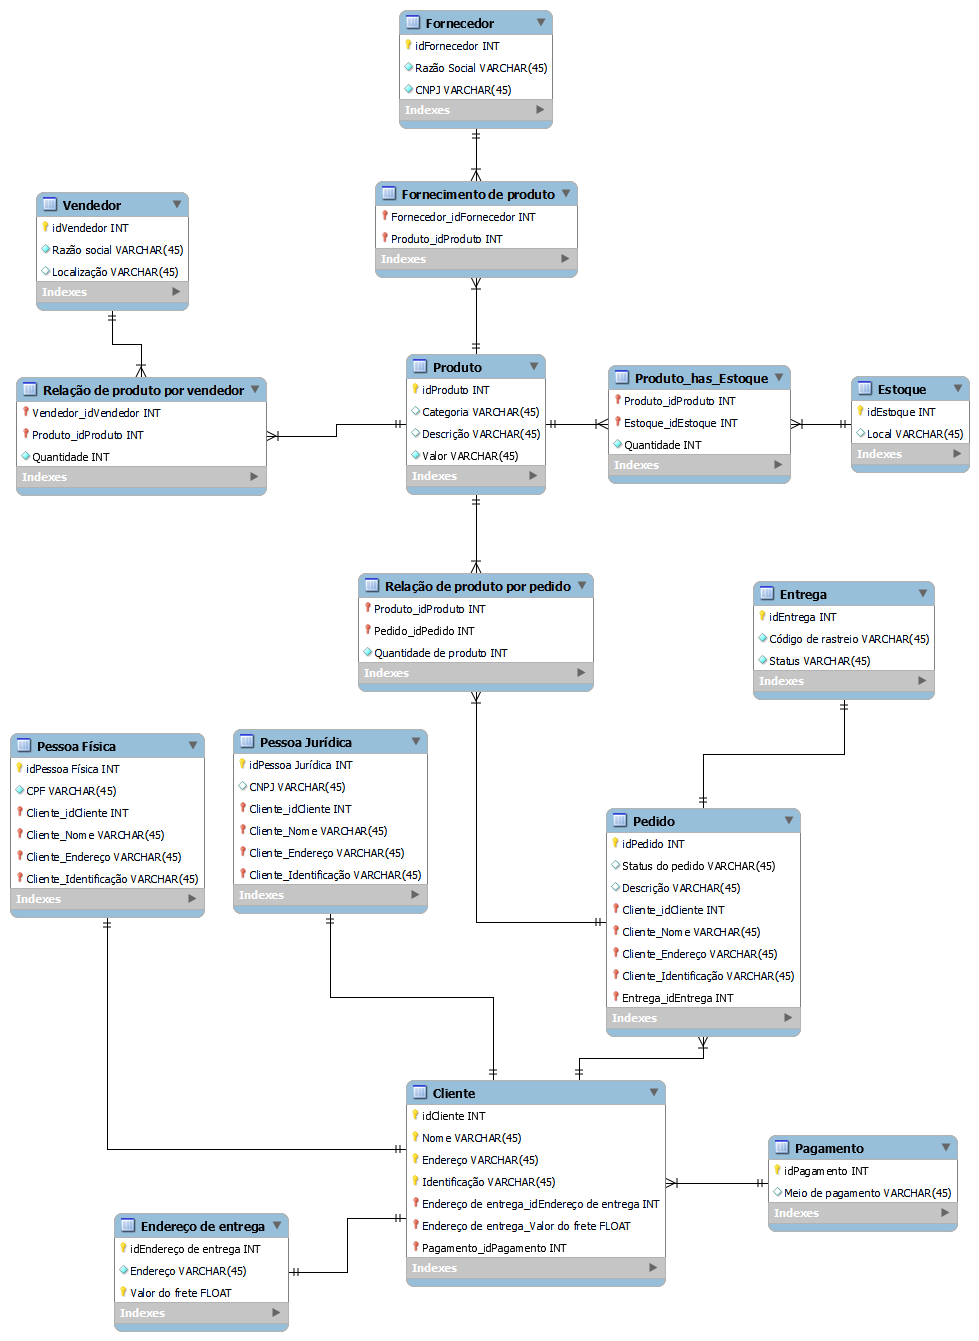 Fornecedor
idFornecedor INT
Razão Social VARCHAR(45)
CNPJ VARCHAR(45)
Indexes
Fornecimento de produto
Fornecedor_idFornecedor INT
Produto_idProduto INT
Indexes
Vendedor
idVendedor INT
Razão social VARCHAR(45)
Localização VARCHAR(45)
Indexes
Relação de produto por vendedor
Vendedor_idVendedor INT
Produto_idProduto INT
Quantidade INT
Indexes
Produto
idProduto INT
Categoria VARCHAR(45)
Descrição VARCHAR(45)
Valor VARCHAR(45)
Indexes
Produto_has_Estoque
Produto_idProduto INT
Estoque_idEstoque INT
Quantidade INT
Indexes
Estoque
idEstoque INT
Local VARCHAR(45)
Indexes
Relação de produto por pedido
Produto_idProduto INT
Pedido_idPedido INT
Quantidade de produto INT
Indexes
Entrega
idEntrega INT
Código de rastreio VARCHAR(45)
Status VARCHAR(45)
Indexes
Pessoa Física
idPessoa Física INT
CPF VARCHAR(45)
Cliente_idCliente INT
Cliente_Nome VARCHAR(45)
Cliente_Endereço VARCHAR(45)
Cliente_Identificação VARCHAR(45)
Indexes
Pessoa Jurídica
idPessoa Jurídica INT
CNPJ VARCHAR(45)
Cliente_idCliente INT
Cliente_Nome VARCHAR(45)
Cliente_Endereço VARCHAR(45)
Cliente_Identificação VARCHAR(45)
Indexes
Pedido
idPedido INT
Status do pedido VARCHAR(45)
Descrição VARCHAR(45)
Cliente_idCliente INT
Cliente_Nome VARCHAR(45)
Cliente_Endereço VARCHAR(45)
Cliente_Identificação VARCHAR(45)
Entrega_idEntrega INT
Indexes
Cliente
idCliente INT
Nome VARCHAR(45)
Endereço VARCHAR(45)
Identificação VARCHAR(45)
Endereço de entrega_idEndereço de entrega INT
Endereço de entrega_Valor do frete FLOAT
Pagamento_idPagamento INT
Indexes
Pagamento
idPagamento INT
Meio de pagamento VARCHAR(45)
Indexes
Endereço de entrega
idEndereço de entrega INT
Endereço VARCHAR(45)
Valor do frete FLOAT
Indexes